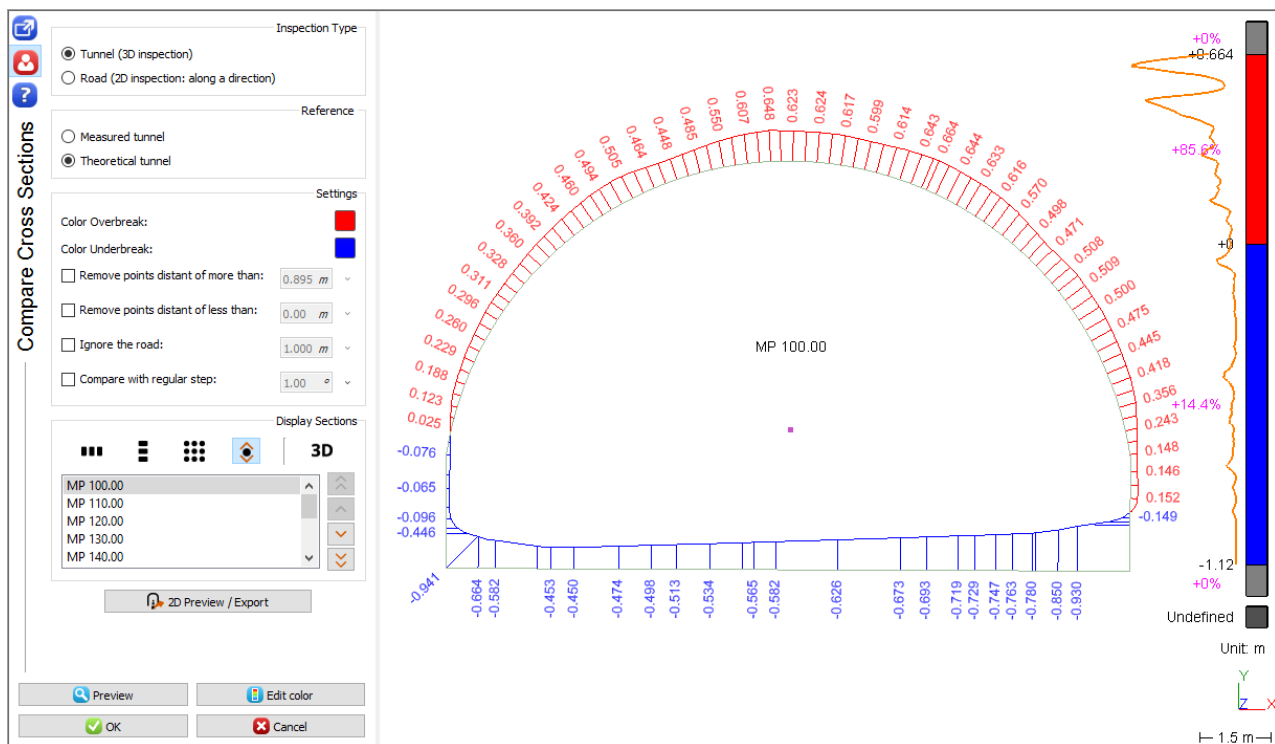 Compare Cross Sections
?
Inspection Type
Tunnel (3D inspection)
Road (2D inspection: along a direction)
Reference
Measured tunnel
Theoretical tunnel
Settings
Color Overbreak:
Color Underbreak:
Remove points distant of more than: 0.895 m
Remove points distant of less than: 0.00 m
Ignore the road: 1.000 m
Compare with regular step: 1.00 °
Display Sections
3D
MP 100.00
MP 110.00
MP 120.00
MP 130.00
MP 140.00
2D Preview / Export
Preview
Edit color
OK
Cancel
0.025
0.123
0.188
0.229
0.260
0.296
0.311
0.328
0.360
0.392
0.424
0.460
0.494
0.505
0.464
0.448
0.485
0.550
0.607
0.648
0.623
0.624
0.617
0.599
0.614
0.643
0.664
0.644
0.633
0.616
0.570
0.498
0.471
0.508
0.509
0.500
0.475
0.445
0.418
0.356
0.243
0.148
0.146
0.152
-0.149
MP 100.00
-0.076
-0.065
-0.096
-0.446
-0.941
-0.664
-0.582
-0.453
-0.450
-0.474
-0.498
-0.513
-0.534
-0.565
-0.582
-0.626
-0.673
-0.693
-0.719
-0.729
-0.747
-0.763
-0.780
-0.850
-0.930
+0%
+0.664
+85.6%
+0
+14.4%
-1.12
+0%
Undefined
Unit: m
Y
Z
X
1.5 m